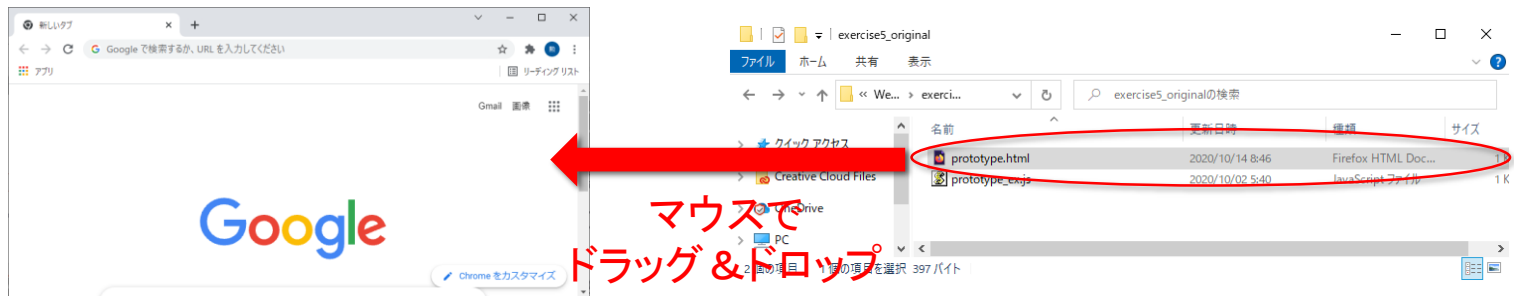 新しいタブ
Google で検索するか、URL を入力してください
アプリ
リーディング リスト
Gmail 画像
Google
Chrome をカスタマイズ
exercise5_original
ファイル ホーム 共有 表示
« We... › exerci...
exercise5_originalの検索
名前 更新日時 種類 サイズ
クイック アクセス
prototype.html 2020/10/14 8:46 Firefox HTML Doc... 1 K
Creative Cloud Files
prototype_ex.js 2020/10/02 5:40 JavaScript ファイル 1 K
OneDrive
PC
マウスで
ドラッグ&ドロップ
2 個の項目 1 個の項目を選択 397 バイト